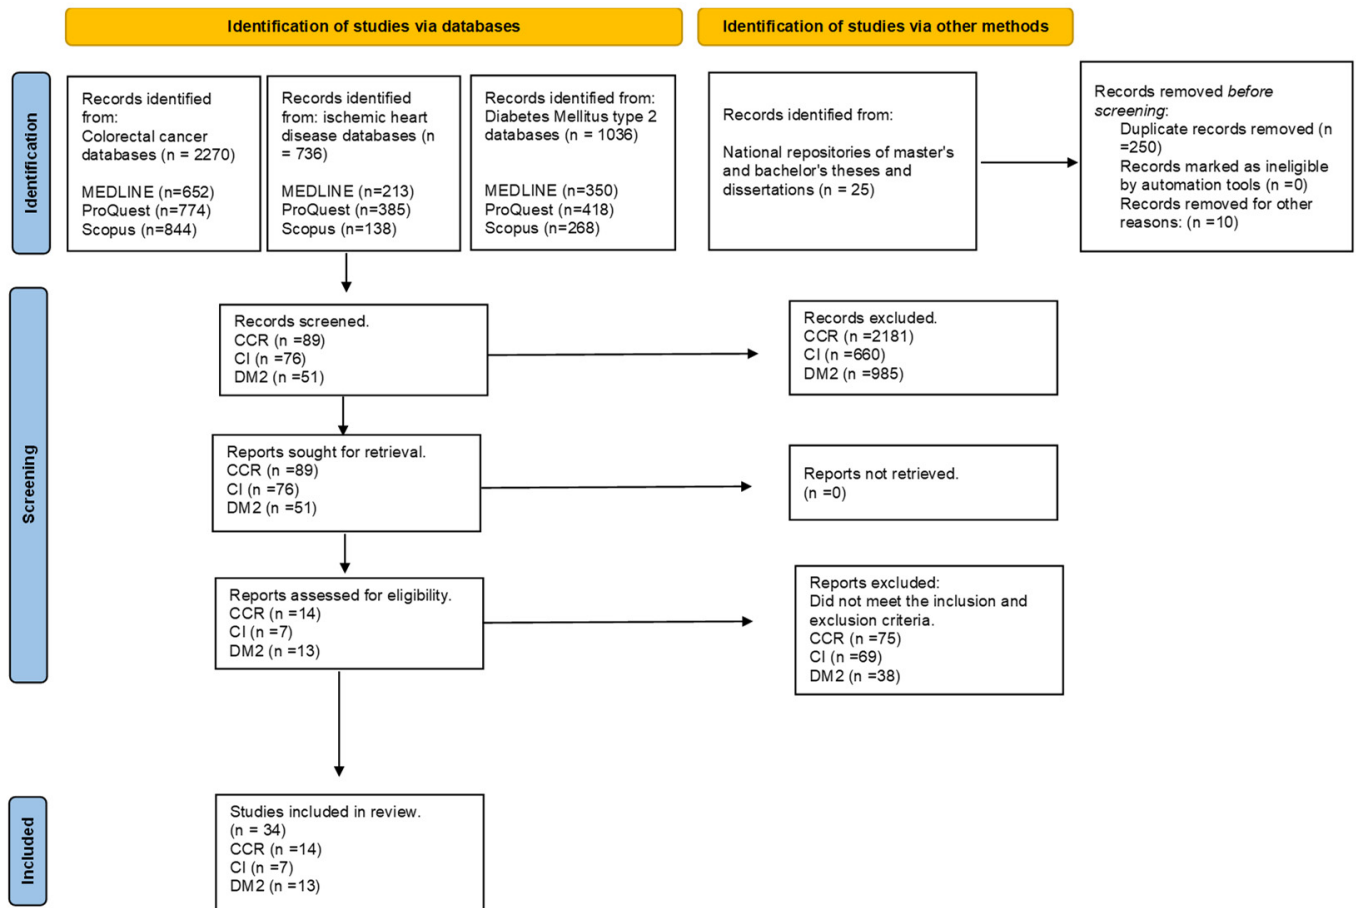 Identification of studies via databases
Identification of studies via other methods
Identification
Records identified
from:
Colorectal cancer
databases (n = 2270)
MEDLINE (n=652)
ProQuest (n=774)
Scopus (n=844)
Records identified
from: ischemic heart
disease databases (n
= 736)
MEDLINE (n=213)
ProQuest (n=385)
Scopus (n=138)
Records identified from:
Diabetes Mellitus type 2
databases (n = 1036)
MEDLINE (n=350)
ProQuest (n=418)
Scopus (n=268)
Records identified from:
National repositories of master's
and bachelor's theses and
dissertations (n = 25)
Records removed before
screening:
Duplicate records removed (n
=250)
Records marked as ineligible
by automation tools (n =0)
Records removed for other
reasons: (n =10)
Screening
Records screened.
CCR (n =89)
CI (n =76)
DM2 (n =51)
Records excluded.
CCR (n =2181)
CI (n =660)
DM2 (n =985)
Reports sought for retrieval.
CCR (n =89)
CI (n =76)
DM2 (n =51)
Reports not retrieved.
(n =0)
Reports assessed for eligibility.
CCR (n =14)
CI (n =7)
DM2 (n =13)
Reports excluded:
Did not meet the inclusion and
exclusion criteria.
CCR (n =75)
CI (n =69)
DM2 (n =38)
Included
Studies included in review.
(n = 34)
CCR (n =14)
CI (n =7)
DM2 (n =13)